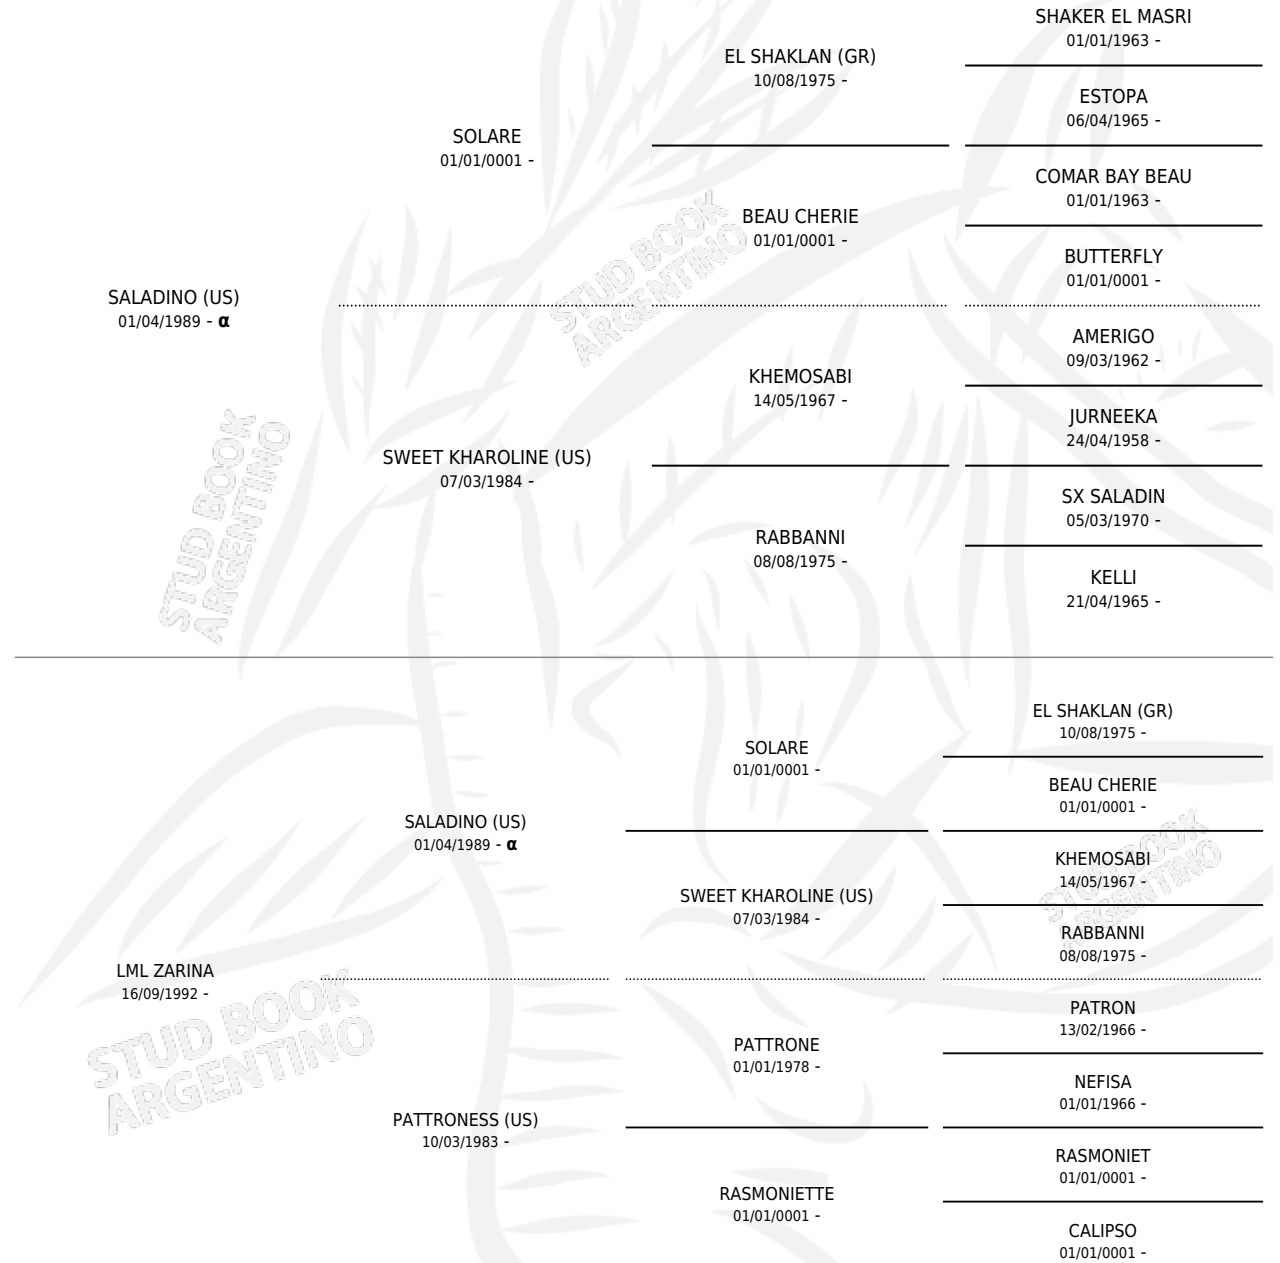 SHAKER EL MASRI
01/01/1963 -
EL SHAKLAN (GR)
10/08/1975 -
ESTOPA
06/04/1965 -
SOLARE
01/01/0001 -
COMAR BAY BEAU
01/01/1963 -
BEAU CHERIE
01/01/0001 -
BUTTERFLY
01/01/0001 -
SALADINO (US)
01/04/1989 - α
AMERIGO
09/03/1962 -
KHEMOSABI
14/05/1967 -
JURNEEKA
24/04/1958 -
SWEET KHAROLINE (US)
07/03/1984 -
SX SALADIN
05/03/1970 -
RABBANNI
08/08/1975 -
KELLI
21/04/1965 -
STUD BOOK
ARGENTINO
STUD BOOK
ARGENTINO
EL SHAKLAN (GR)
10/08/1975 -
SOLARE
01/01/0001 -
BEAU CHERIE
01/01/0001 -
SALADINO (US)
01/04/1989 - α
KHEMOSABI
14/05/1967 -
SWEET KHAROLINE (US)
07/03/1984 -
RABBANNI
08/08/1975 -
LML ZARINA
16/09/1992 -
PATRON
13/02/1966 -
PATTRONE
01/01/1978 -
NEFISA
01/01/1966 -
PATTRONESS (US)
10/03/1983 -
RASMONIET
01/01/0001 -
RASMONIETTE
01/01/0001 -
CALIPSO
01/01/0001 -
STUD BOOK
ARGENTINO
STUD BOOK
ARGENTINO